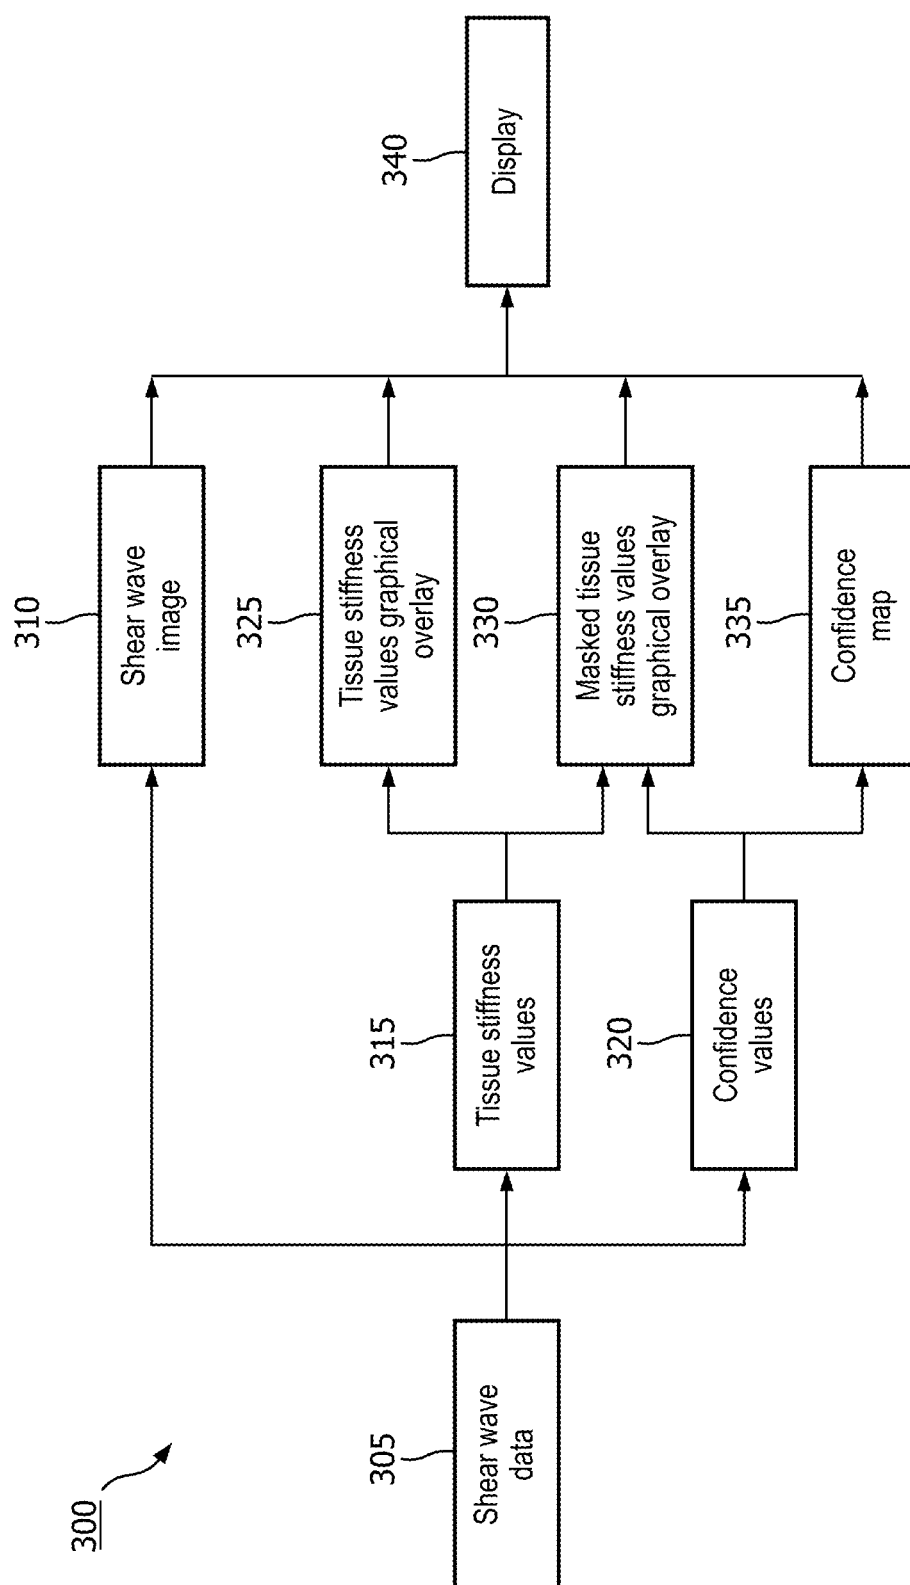 300
305
Shear wave
data
310
Shear wave
image
315
Tissue stiffness
values
320
Confidence
values
325
Tissue stiffness
values graphical
overlay
330
Masked tissue
stiffness values
graphical overlay
335
Confidence
map
340
Display